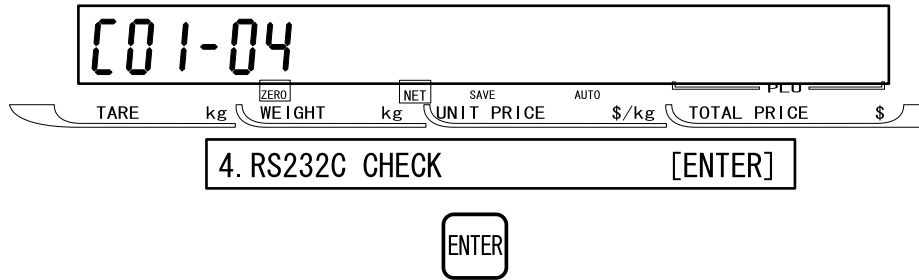 C01-04
ZERO NET SAVE AUTO PLU
TARE kg WEIGHT kg UNIT PRICE $/kg TOTAL PRICE $
4.RS232C CHECK [ENTER]
ENTER